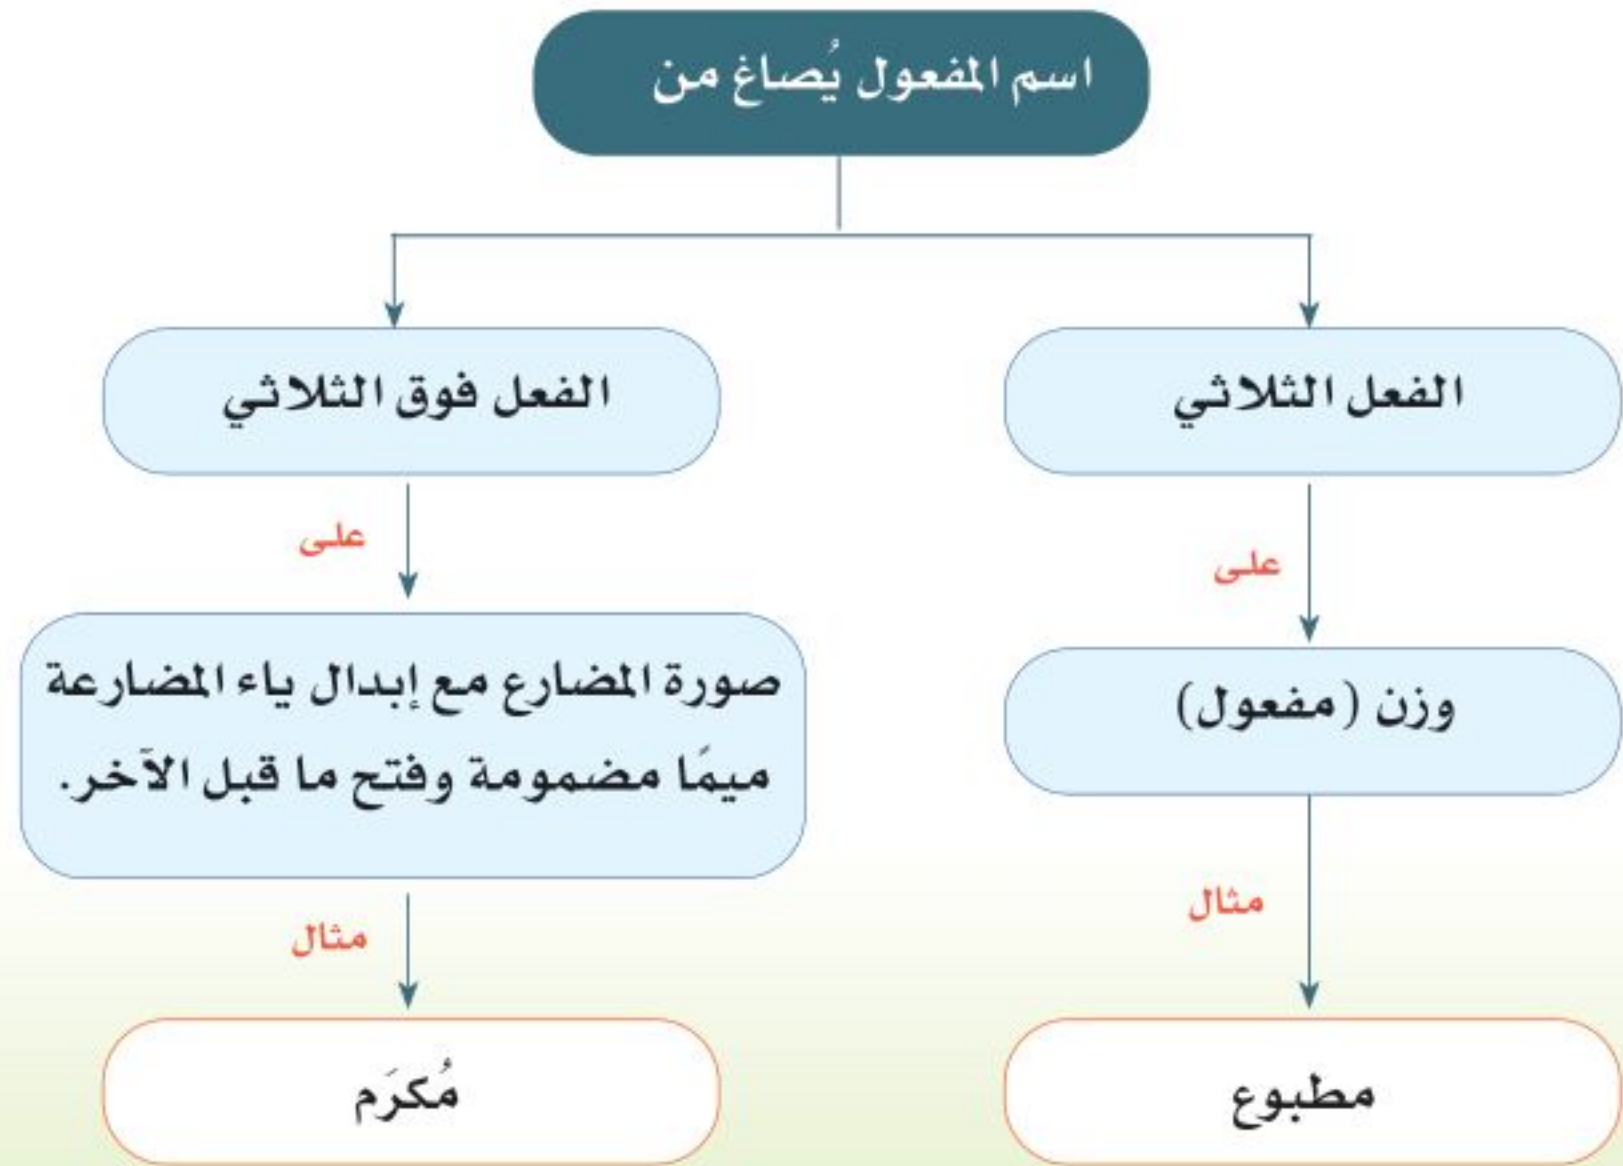 اسم المفعول يُصاغ من
الفعل الثلاثي
على
وزن (مفعول)
مثال
مطبوع
الفعل فوق الثلاثي
على
صورة المضارع مع إبدال ياء المضارعة
ميمًا مضمومة وفتح ما قبل الآخر.
مثال
مُكرَم